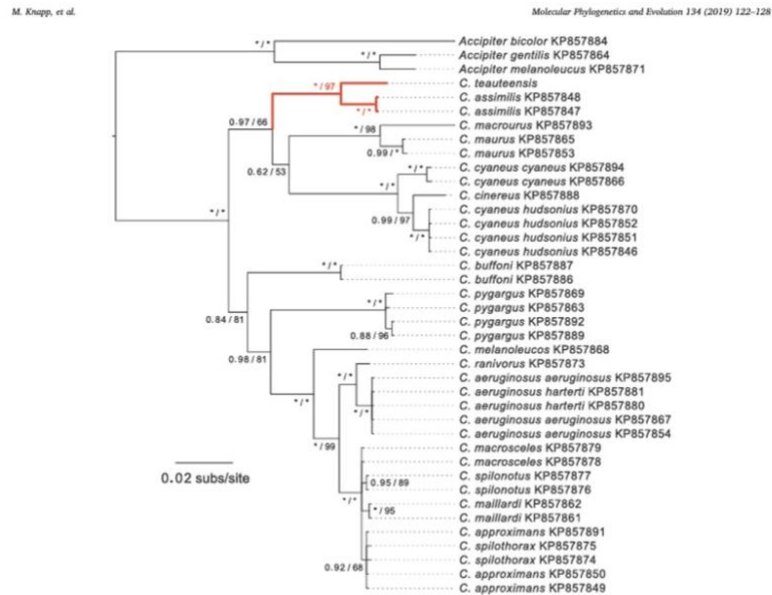 M. Knapp, et al.
Molecular Phylogenetics and Evolution 134 (2019) 122–128
*/*
Accipiter bicolor KP857884
*/*
Accipiter gentilis KP857864
Accipiter melanoleucus KP857871
*/97
C. teauteensis
C. assimilis KP857848
*/*
C. assimilis KP857847
0.97/66
*/98
C. macrourus KP857893
C. maurus KP857865
0.99/*
C. maurus KP857853
0.62/53
*/*
C. cyaneus cyaneus KP857894
*/*
C. cyaneus cyaneus KP857866
C. cinereus KP857888
*/*
0.99/97
C. cyaneus hudsonius KP857870
C. cyaneus hudsonius KP857852
*/*
C. cyaneus hudsonius KP857851
C. cyaneus hudsonius KP857846
*/*
C. buffoni KP857887
C. buffoni KP857886
C. pygargus KP857869
*/*
C. pygargus KP857863
0.84/81
C. pygargus KP857892
0.88/96
C. pygargus KP857889
C. melanoleucos KP857868
0.98/81
C. ranivorus KP857873
*/*
C. aeruginosus aeruginosus KP857895
C. aeruginosus harterti KP857881
*/*
C. aeruginosus harterti KP857880
*/*
C. aeruginosus aeruginosus KP857867
C. aeruginosus aeruginosus KP857854
*/99
C. macrosceles KP857879
C. macrosceles KP857878
0.02 subs/site
C. spilonotus KP857877
0.95/89
C. spilonotus KP857876
*/*
C. maillardi KP857862
*/95
C. maillardi KP857861
C. approximans KP857891
C. spilothorax KP857875
0.92/68
C. spilothorax KP857874
C. approximans KP857850
C. approximans KP857849